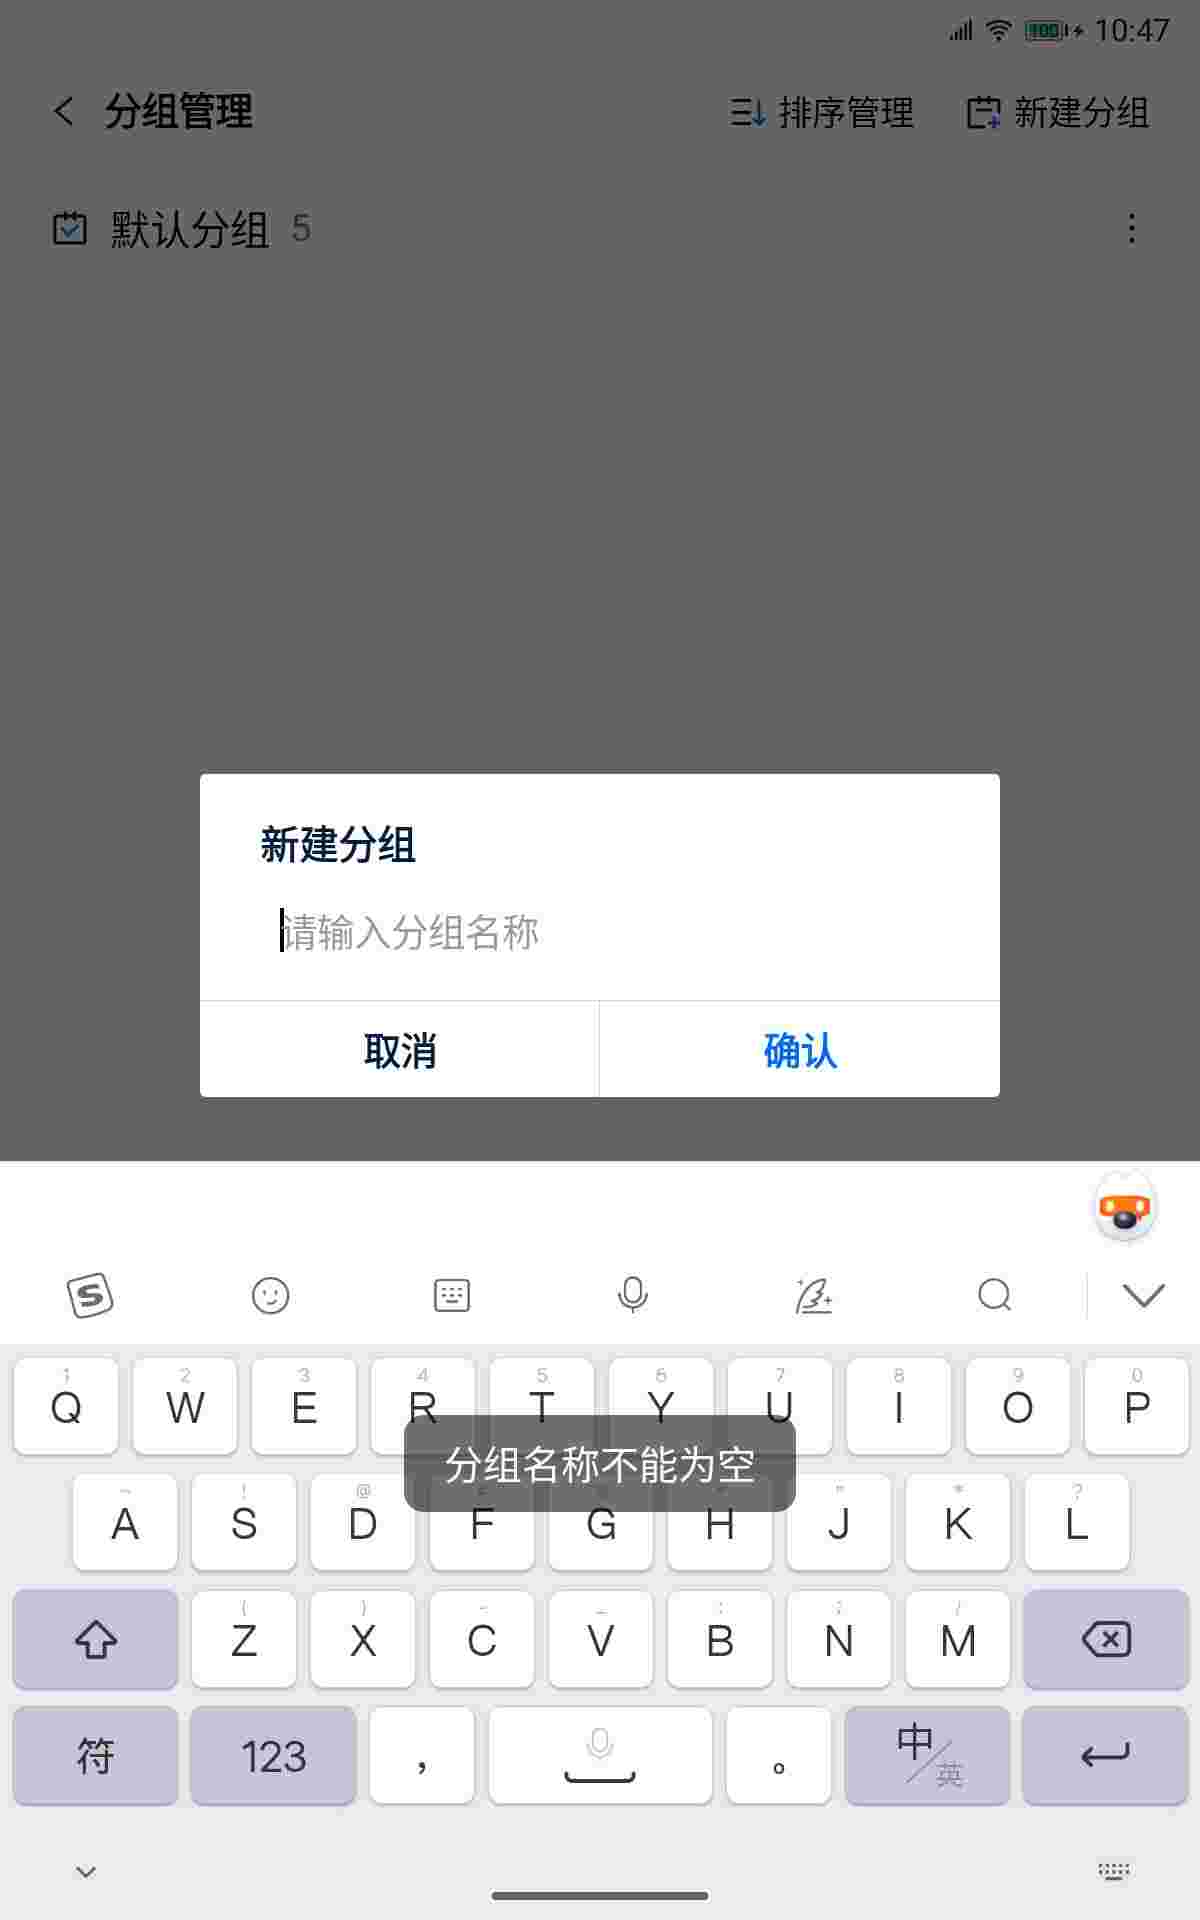 100 10:47
分组管理 排序管理 新建分组
默认分组 5
新建分组
请输入分组名称
取消 确认
1 2 3 4 5 6 7 8 9 0
Q W E R T Y U I O P
分组名称不能为空
~ ! @ " * ?
A S D F G H J K L
( ) - _ : ; /
Z X C V B N M
符 123 , 。 中/英